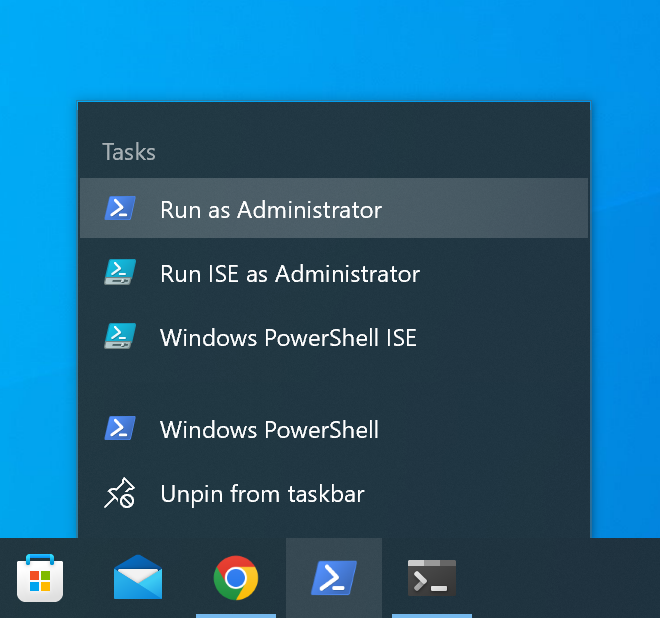 Tasks
Run as Administrator
Run ISE as Administrator
Windows PowerShell ISE
Windows PowerShell
Unpin from taskbar